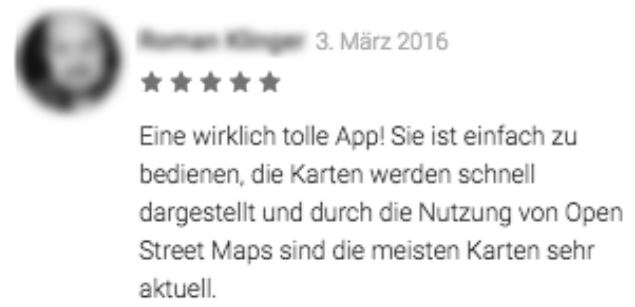 3. März 2016
Eine wirklich tolle App! Sie ist einfach zu
bedienen, die Karten werden schnell
dargestellt und durch die Nutzung von Open
Street Maps sind die meisten Karten sehr
aktuell.